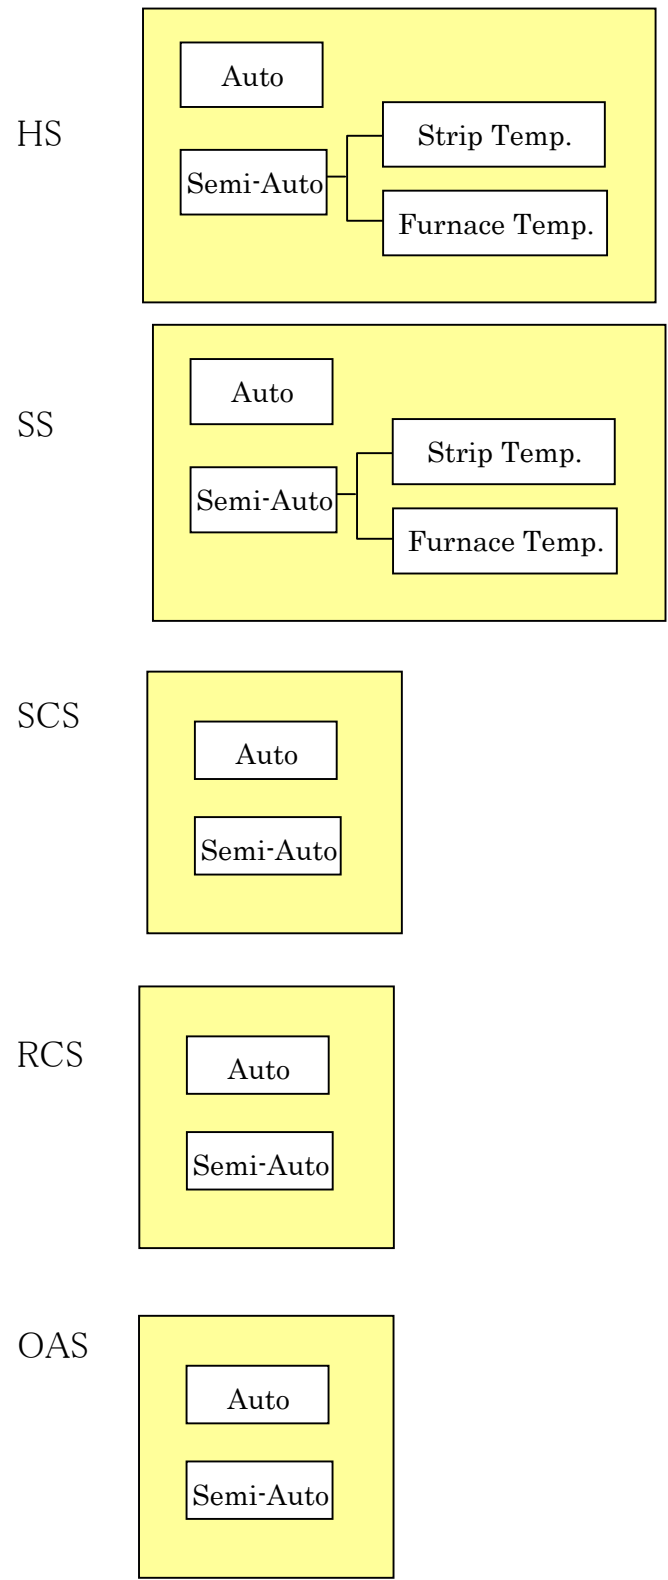 HS
Auto
Semi-Auto
Strip Temp.
Furnace Temp.
SS
Auto
Semi-Auto
Strip Temp.
Furnace Temp.
SCS
Auto
Semi-Auto
RCS
Auto
Semi-Auto
OAS
Auto
Semi-Auto